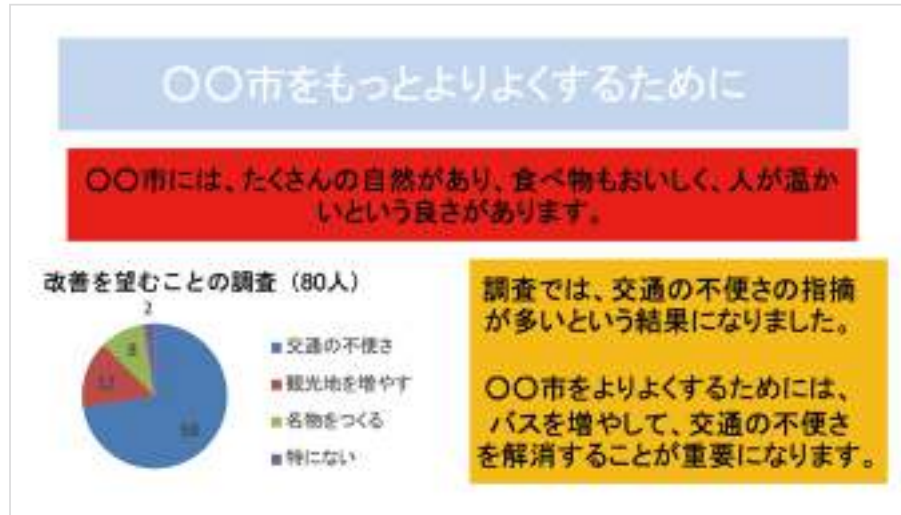 〇〇市をもっとよりよくするために
〇〇市には、たくさんの自然があり、食べ物もおいしく、人が温か
いという良さがあります。
改善を望むことの調査（80人）
2
8
12
58
交通の不便さ
観光地を増やす
名物をつくる
特にない
調査では、交通の不便さの指摘
が多いという結果になりました。
〇〇市をよりよくするためには、
バスを増やして、交通の不便さ
を解消することが重要になります。